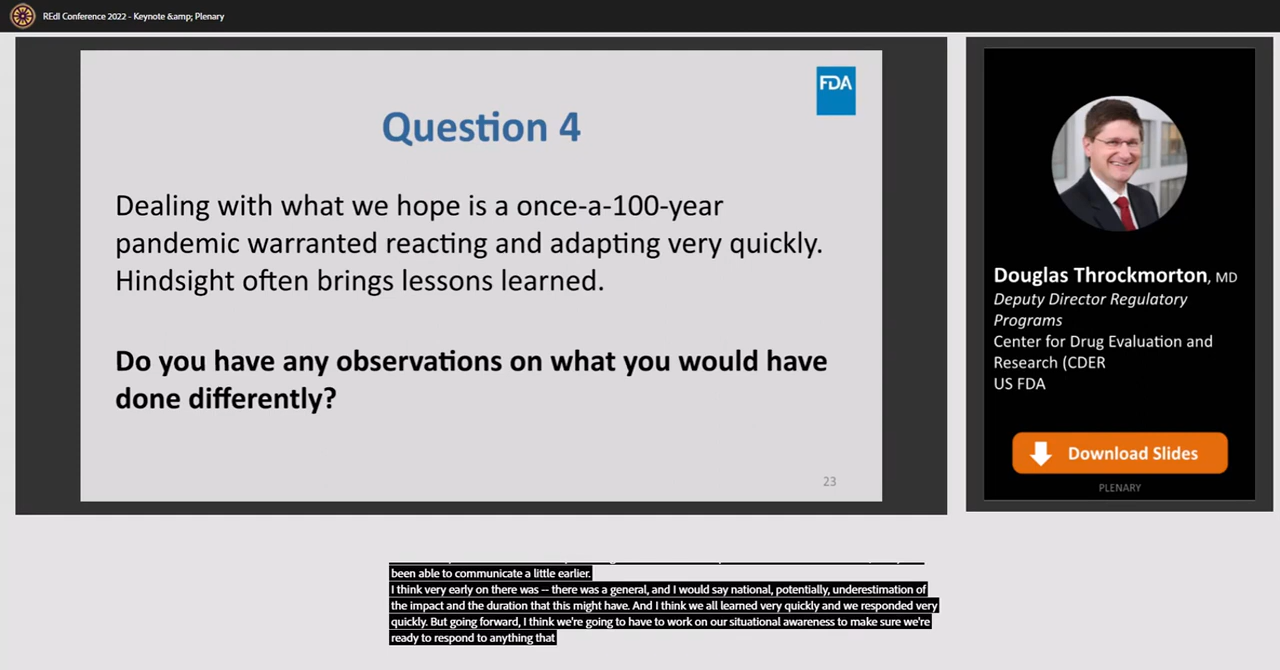 REdI Conference 2022 - Keynote &amp; Plenary
FDA
Question 4
Dealing with what we hope is a once-a-100-year
pandemic warranted reacting and adapting very quickly.
Hindsight often brings lessons learned.
Do you have any observations on what you would have
done differently?
23
Douglas Throckmorton, MD
Deputy Director Regulatory
Programs
Center for Drug Evaluation and
Research (CDER
US FDA
Download Slides
PLENARY
been able to communicate a little earlier.
I think very early on there was -- there was a general, and I would say national, potentially, underestimation of
the impact and the duration that this might have. And I think we all learned very quickly and we responded very
quickly. But going forward, I think we're going to have to work on our situational awareness to make sure we're
ready to respond to anything that